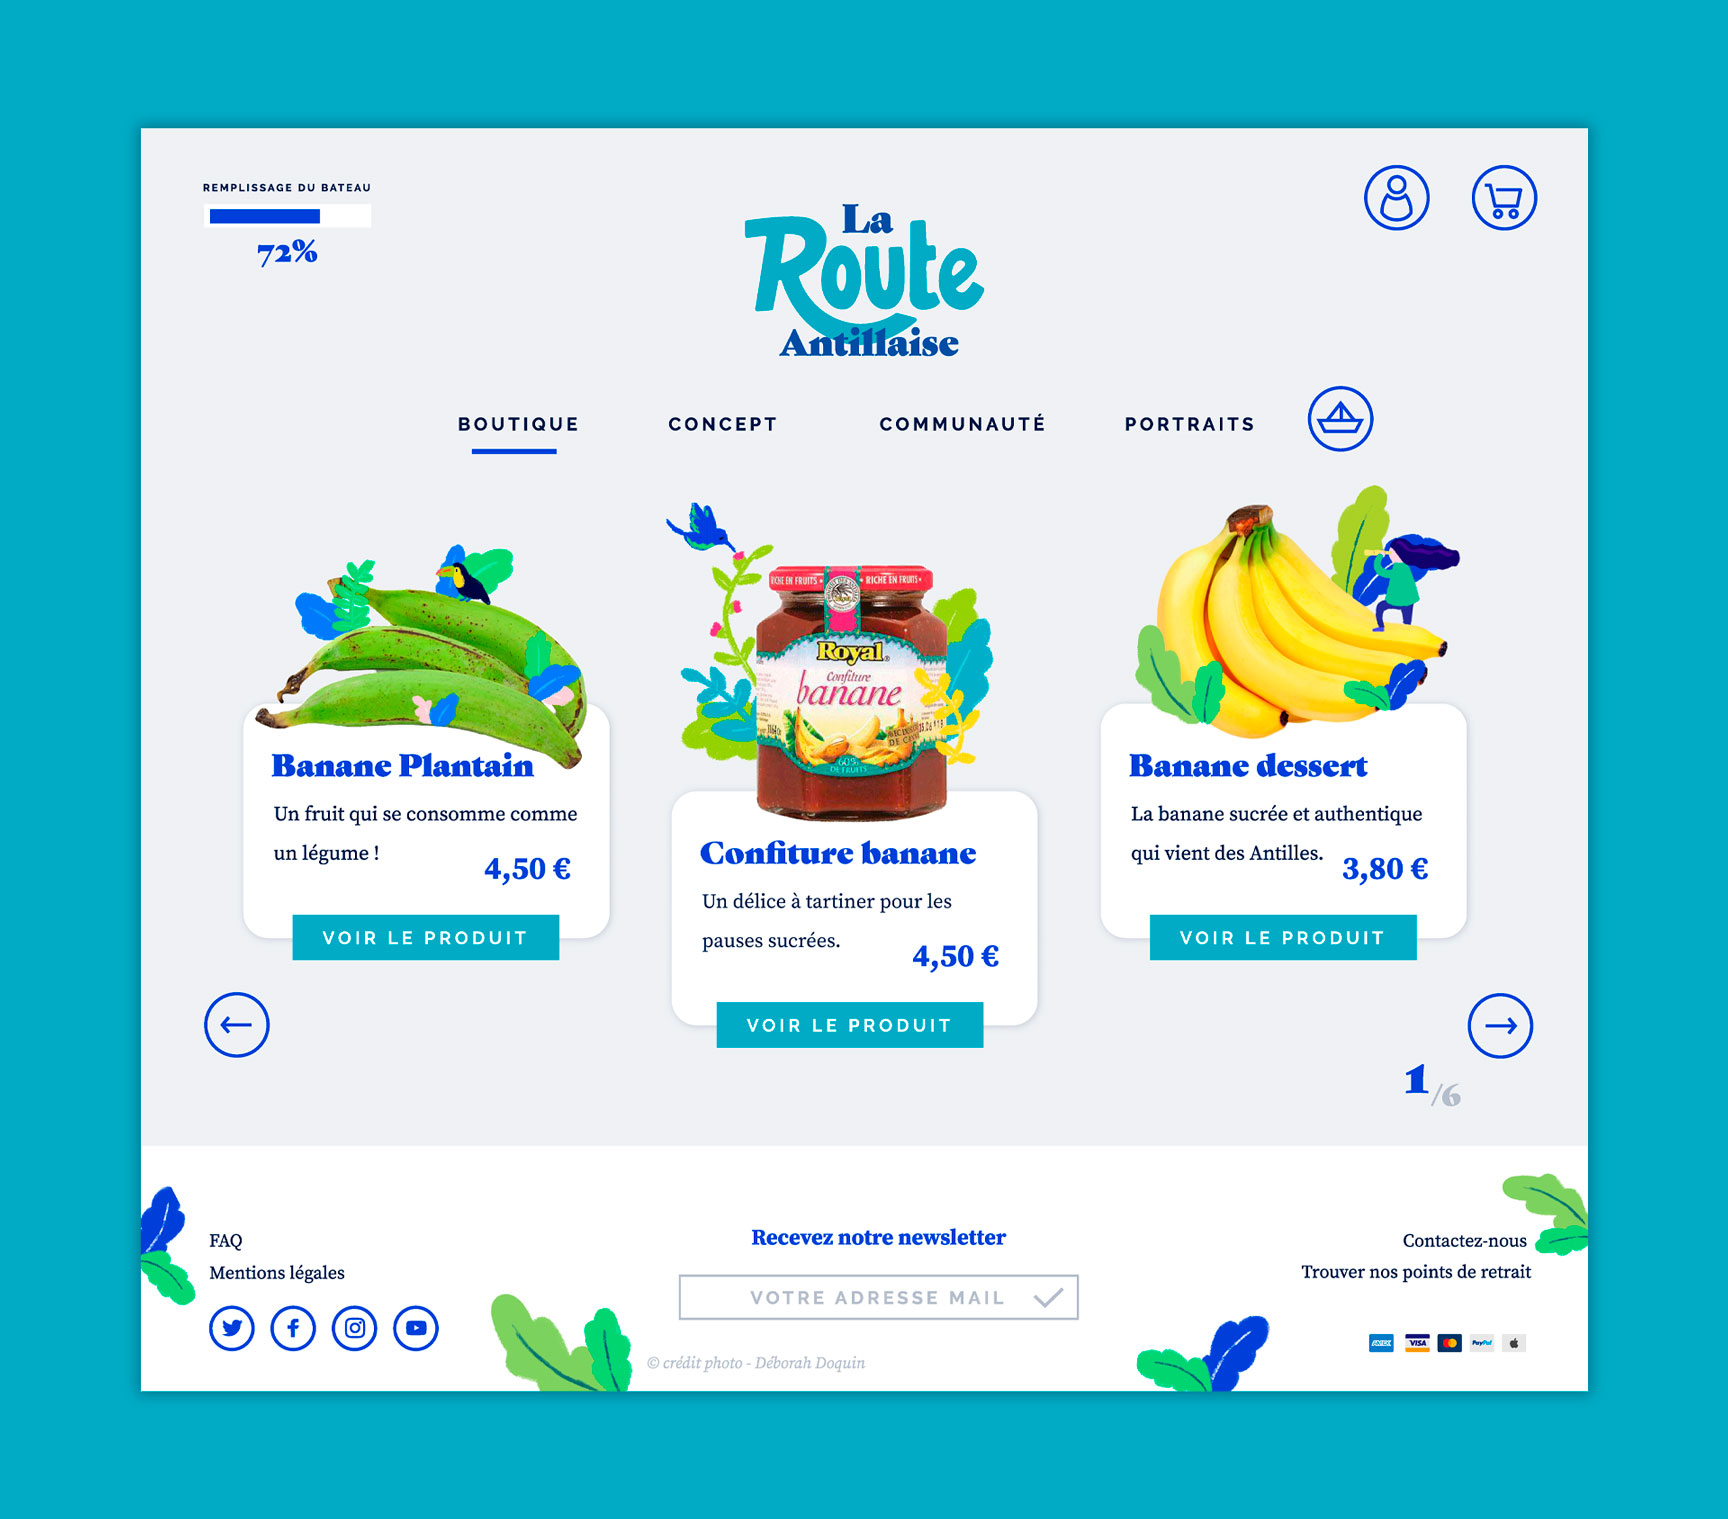 REMPLISSAGE DU BATEAU
72%
La
Route
Antillaise
BOUTIQUE
CONCEPT
COMMUNAUTÉ
PORTRAITS
RICHE EN FRUITS
RICHE EN FRUITS
Royal
Confiture
banane
60%
DE FRUITS
Banane Plantain
Un fruit qui se consomme comme
un légume !
4,50 €
VOIR LE PRODUIT
Confiture banane
Un délice à tartiner pour les
pauses sucrées.
4,50 €
VOIR LE PRODUIT
Banane dessert
La banane sucrée et authentique
qui vient des Antilles.
3,80 €
VOIR LE PRODUIT
1/6
FAQ
Mentions légales
Recevez notre newsletter
VOTRE ADRESSE MAIL
© crédit photo - Déborah Doquin
Contactez-nous
Trouver nos points de retrait
VISA
PayPal